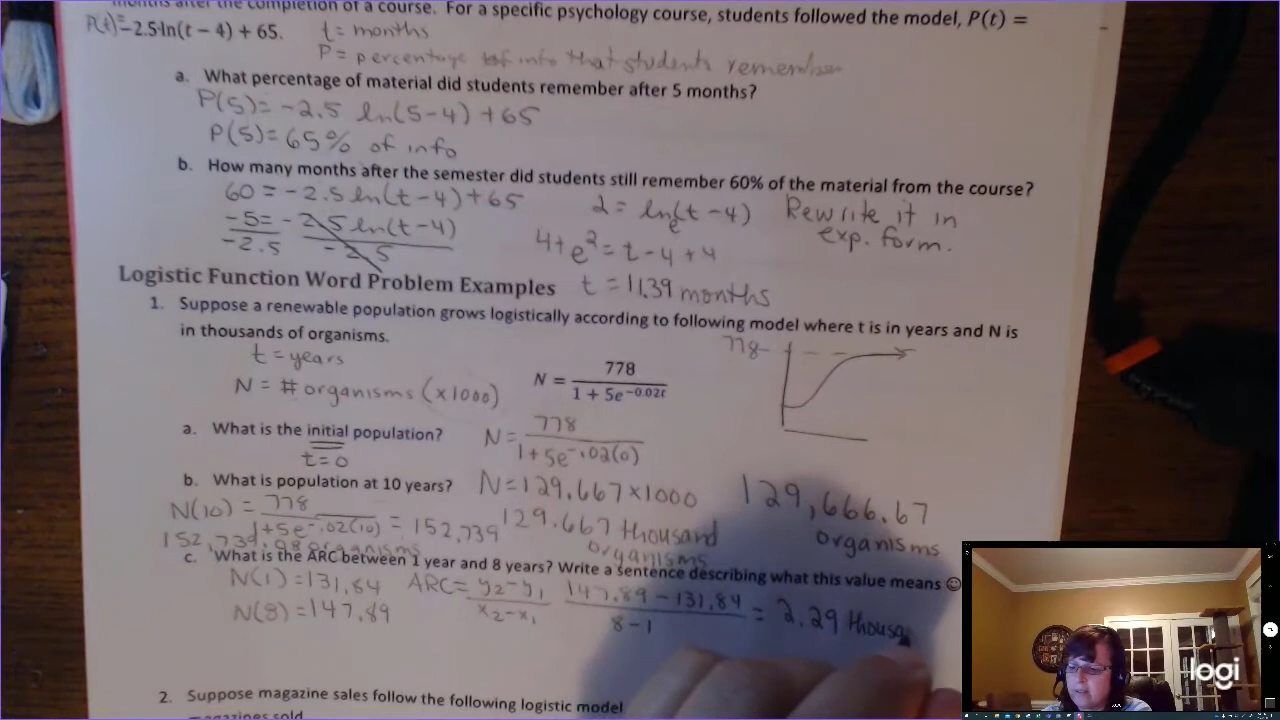 months after the completion of a course. For a specific psychology course, students followed the model, P(t) =
P(t)=-2.5·ln(t − 4) + 65.
t = months
P = percentage of info that students remember
a. What percentage of material did students remember after 5 months?
P(5) = -2.5 ln(5-4) + 65
P(5) = 65% of info
b. How many months after the semester did students still remember 60% of the material from the course?
60 = -2.5 ln(t-4) + 65
-5 = -2.5 ln(t-4)
-2.5 -2.5
2 = ln(t-4)
e
Rewrite it in
exp. form.
4+e² = t-4+4
t = 11.39 months
Logistic Function Word Problem Examples
1. Suppose a renewable population grows logistically according to following model where t is in years and N is
in thousands of organisms.
t = years
N = # organisms (x1000)
N = 778 / 1 + 5e^−0.02t
778-
a. What is the initial population?
t=0
N = 778 / 1+5e^-.02(0)
b. What is population at 10 years?
N = 129.667 x 1000
129,666.67
organisms
129.667 thousand
organisms
N(10) = 778 / 1+5e^-.02(10) = 152.739
152,739.08 organisms
c. What is the ARC between 1 year and 8 years? Write a sentence describing what this value means ☺
N(1) = 131.84
N(8) = 147.89
ARC = y₂-y₁ / x₂-x₁
147.89 - 131.84 / 8-1 = 2.29 thousa
2. Suppose magazine sales follow the following logistic model
magazines sold
logi